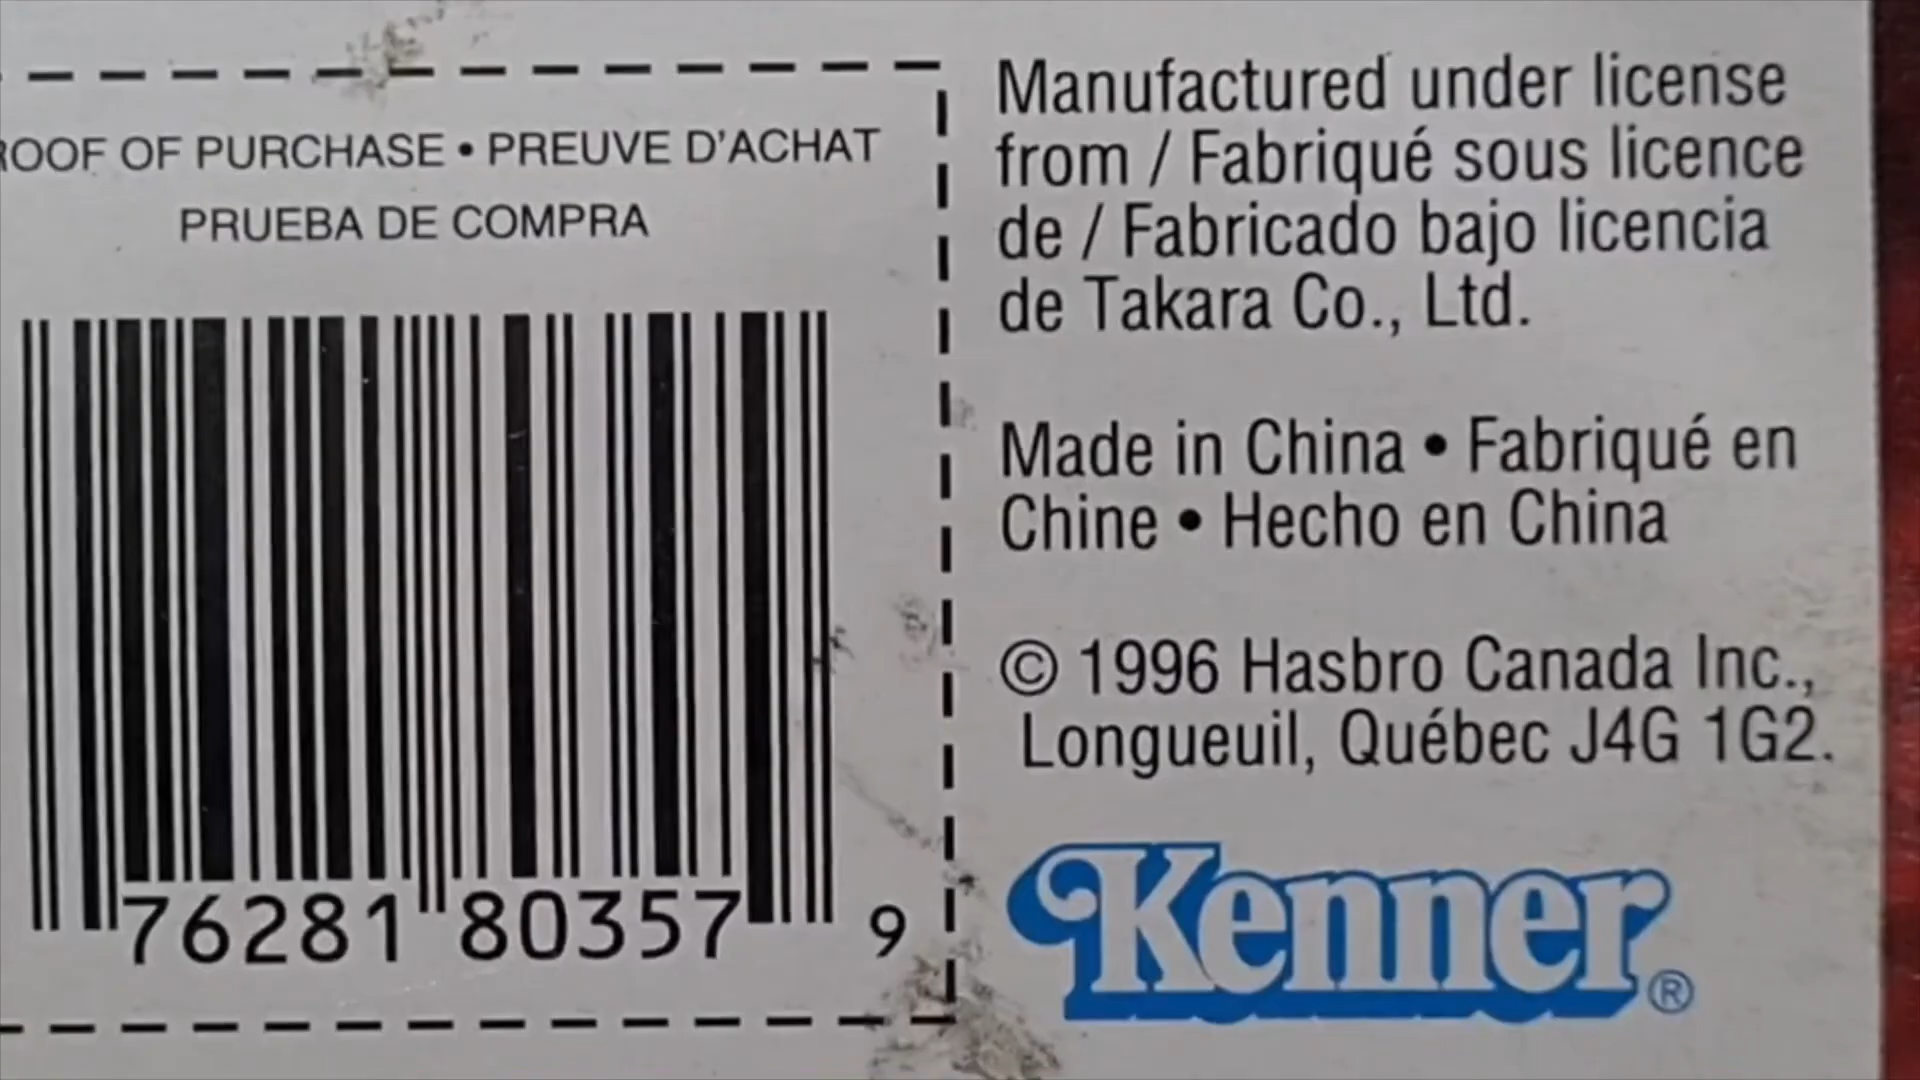 ROOF OF PURCHASE • PREUVE D'ACHAT
PRUEBA DE COMPRA
76281 80357 9
Manufactured under license
from / Fabriqué sous licence
de / Fabricado bajo licencia
de Takara Co., Ltd.
Made in China • Fabriqué en
Chine • Hecho en China
© 1996 Hasbro Canada Inc.,
Longueuil, Québec J4G 1G2.
Kenner®